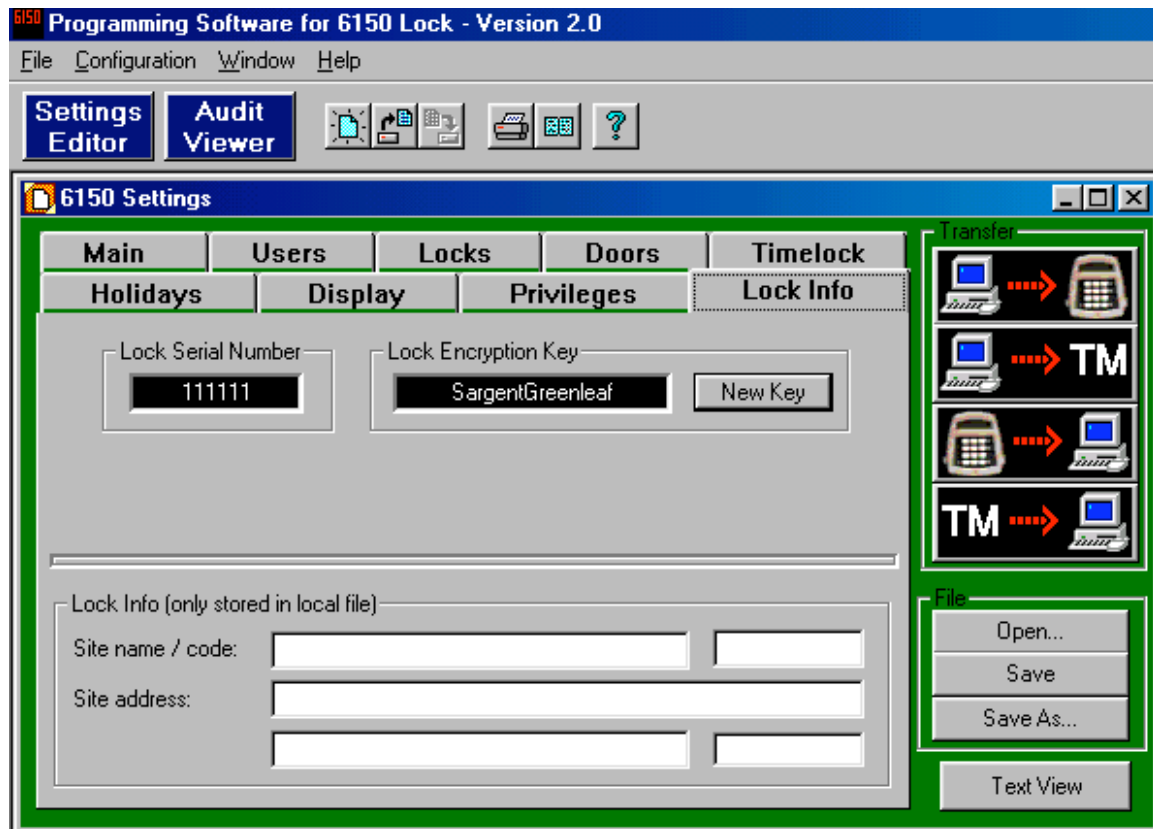 6150 Programming Software for 6150 Lock - Version 2.0
File Configuration Window Help
Settings Editor
Audit Viewer
?
6150 Settings
Main Users Locks Doors Timelock
Holidays Display Privileges Lock Info
Lock Serial Number
111111
Lock Encryption Key
SargentGreenleaf
New Key
Lock Info (only stored in local file)
Site name / code:
Site address:
Transfer
TM
TM
File
Open...
Save
Save As...
Text View